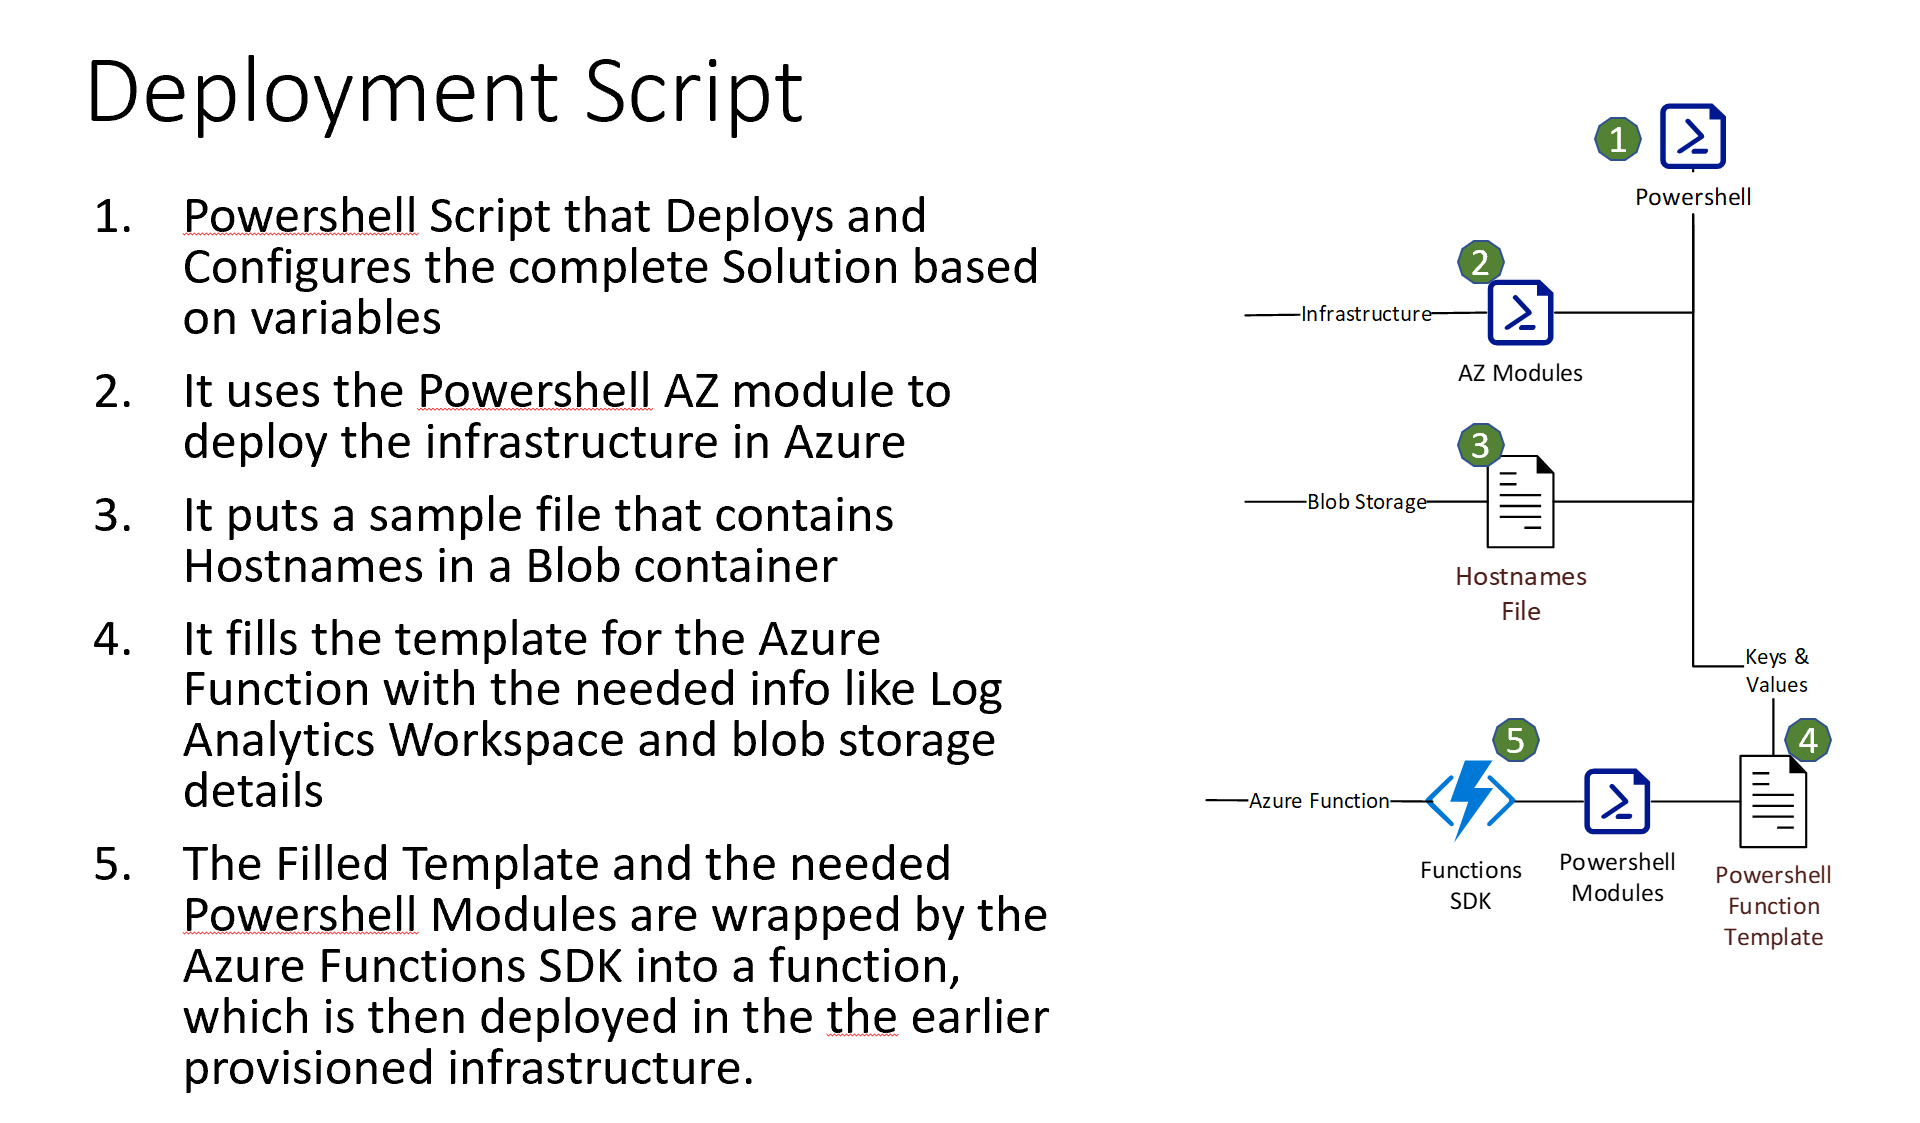 Deployment Script
1. Powershell Script that Deploys and
Configures the complete Solution based
on variables
2. It uses the Powershell AZ module to
deploy the infrastructure in Azure
3. It puts a sample file that contains
Hostnames in a Blob container
4. It fills the template for the Azure
Function with the needed info like Log
Analytics Workspace and blob storage
details
5. The Filled Template and the needed
Powershell Modules are wrapped by the
Azure Functions SDK into a function,
which is then deployed in the the earlier
provisioned infrastructure.
1
Powershell
2
Infrastructure
AZ Modules
3
Blob Storage
Hostnames
File
Keys &
Values
5
4
Azure Function
Functions
SDK
Powershell
Modules
Powershell
Function
Template